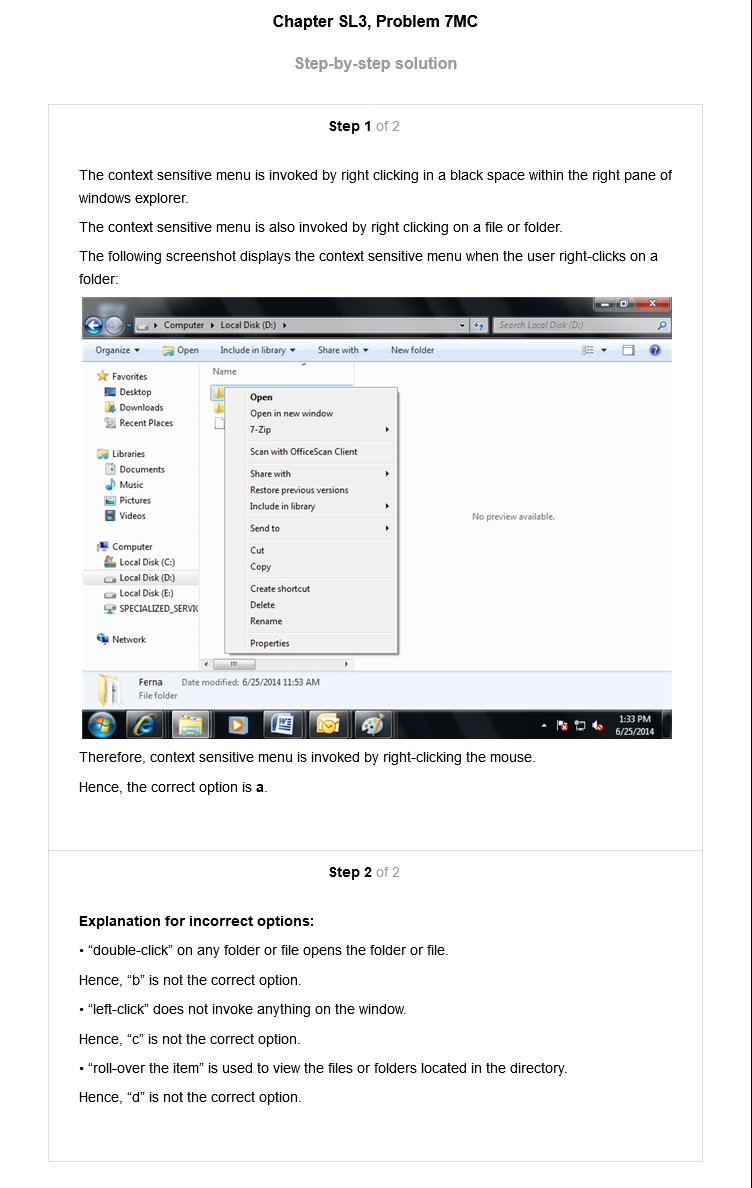 Chapter SL3, Problem 7MC
Step-by-step solution
Step 1 of 2
The context sensitive menu is invoked by right clicking in a black space within the right pane of
windows explorer.
The context sensitive menu is also invoked by right clicking on a file or folder.
The following screenshot displays the context sensitive menu when the user right-clicks on a
folder:
Computer Local Disk (D:)
Search Local Disk (D:)
Organize Open Include in library Share with New folder
Name
Favorites
Desktop
Downloads
Recent Places
Libraries
Documents
Music
Pictures
Videos
Computer
Local Disk (C:)
Local Disk (D:)
Local Disk (E:)
SPECIALIZED_SERVIC
Network
Open
Open in new window
7-Zip
Scan with OfficeScan Client
Share with
Restore previous versions
Include in library
Send to
Cut
Copy
Create shortcut
Delete
Rename
Properties
No preview available.
Ferna Date modified: 6/25/2014 11:53 AM
File folder
1:33 PM
6/25/2014
Therefore, context sensitive menu is invoked by right-clicking the mouse.
Hence, the correct option is a.
Step 2 of 2
Explanation for incorrect options:
• “double-click” on any folder or file opens the folder or file.
Hence, “b” is not the correct option.
• “left-click” does not invoke anything on the window.
Hence, “c” is not the correct option.
• “roll-over the item” is used to view the files or folders located in the directory.
Hence, “d” is not the correct option.